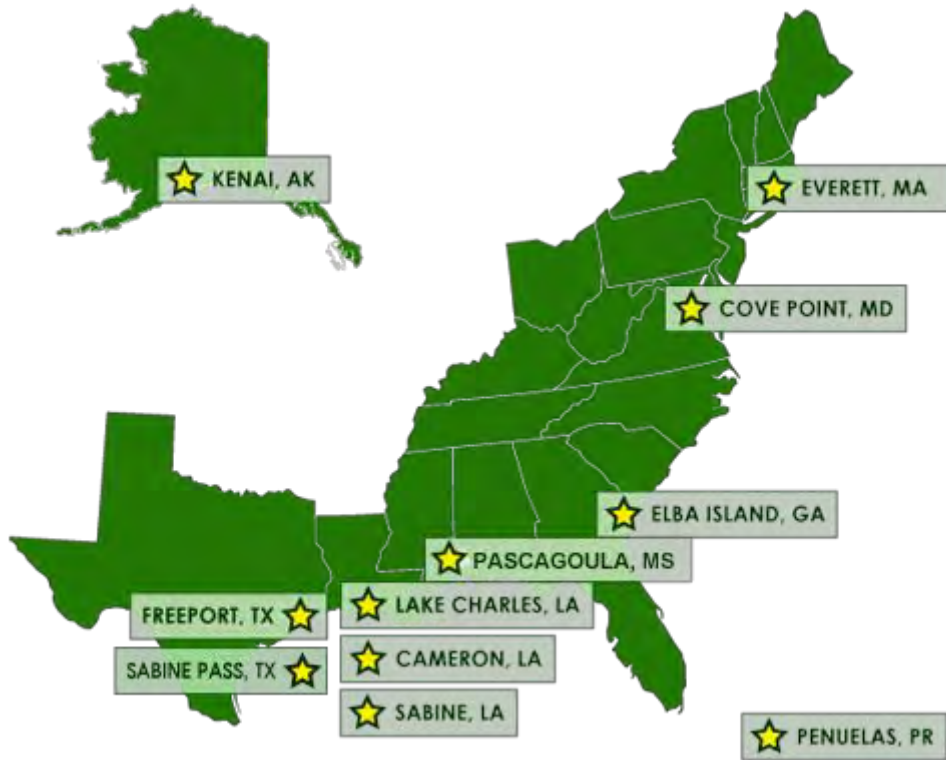 KENAI, AK
EVERETT, MA
COVE POINT, MD
ELBA ISLAND, GA
PASCAGOULA, MS
FREEPORT, TX
LAKE CHARLES, LA
SABINE PASS, TX
CAMERON, LA
SABINE, LA
PENUELAS, PR